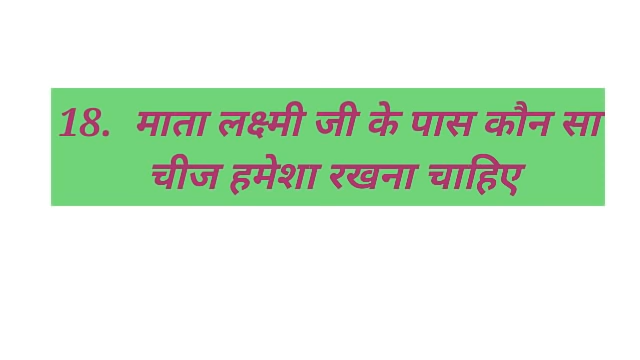 18. माता लक्ष्मी जी के पास कौन सा
चीज हमेशा रखना चाहिए